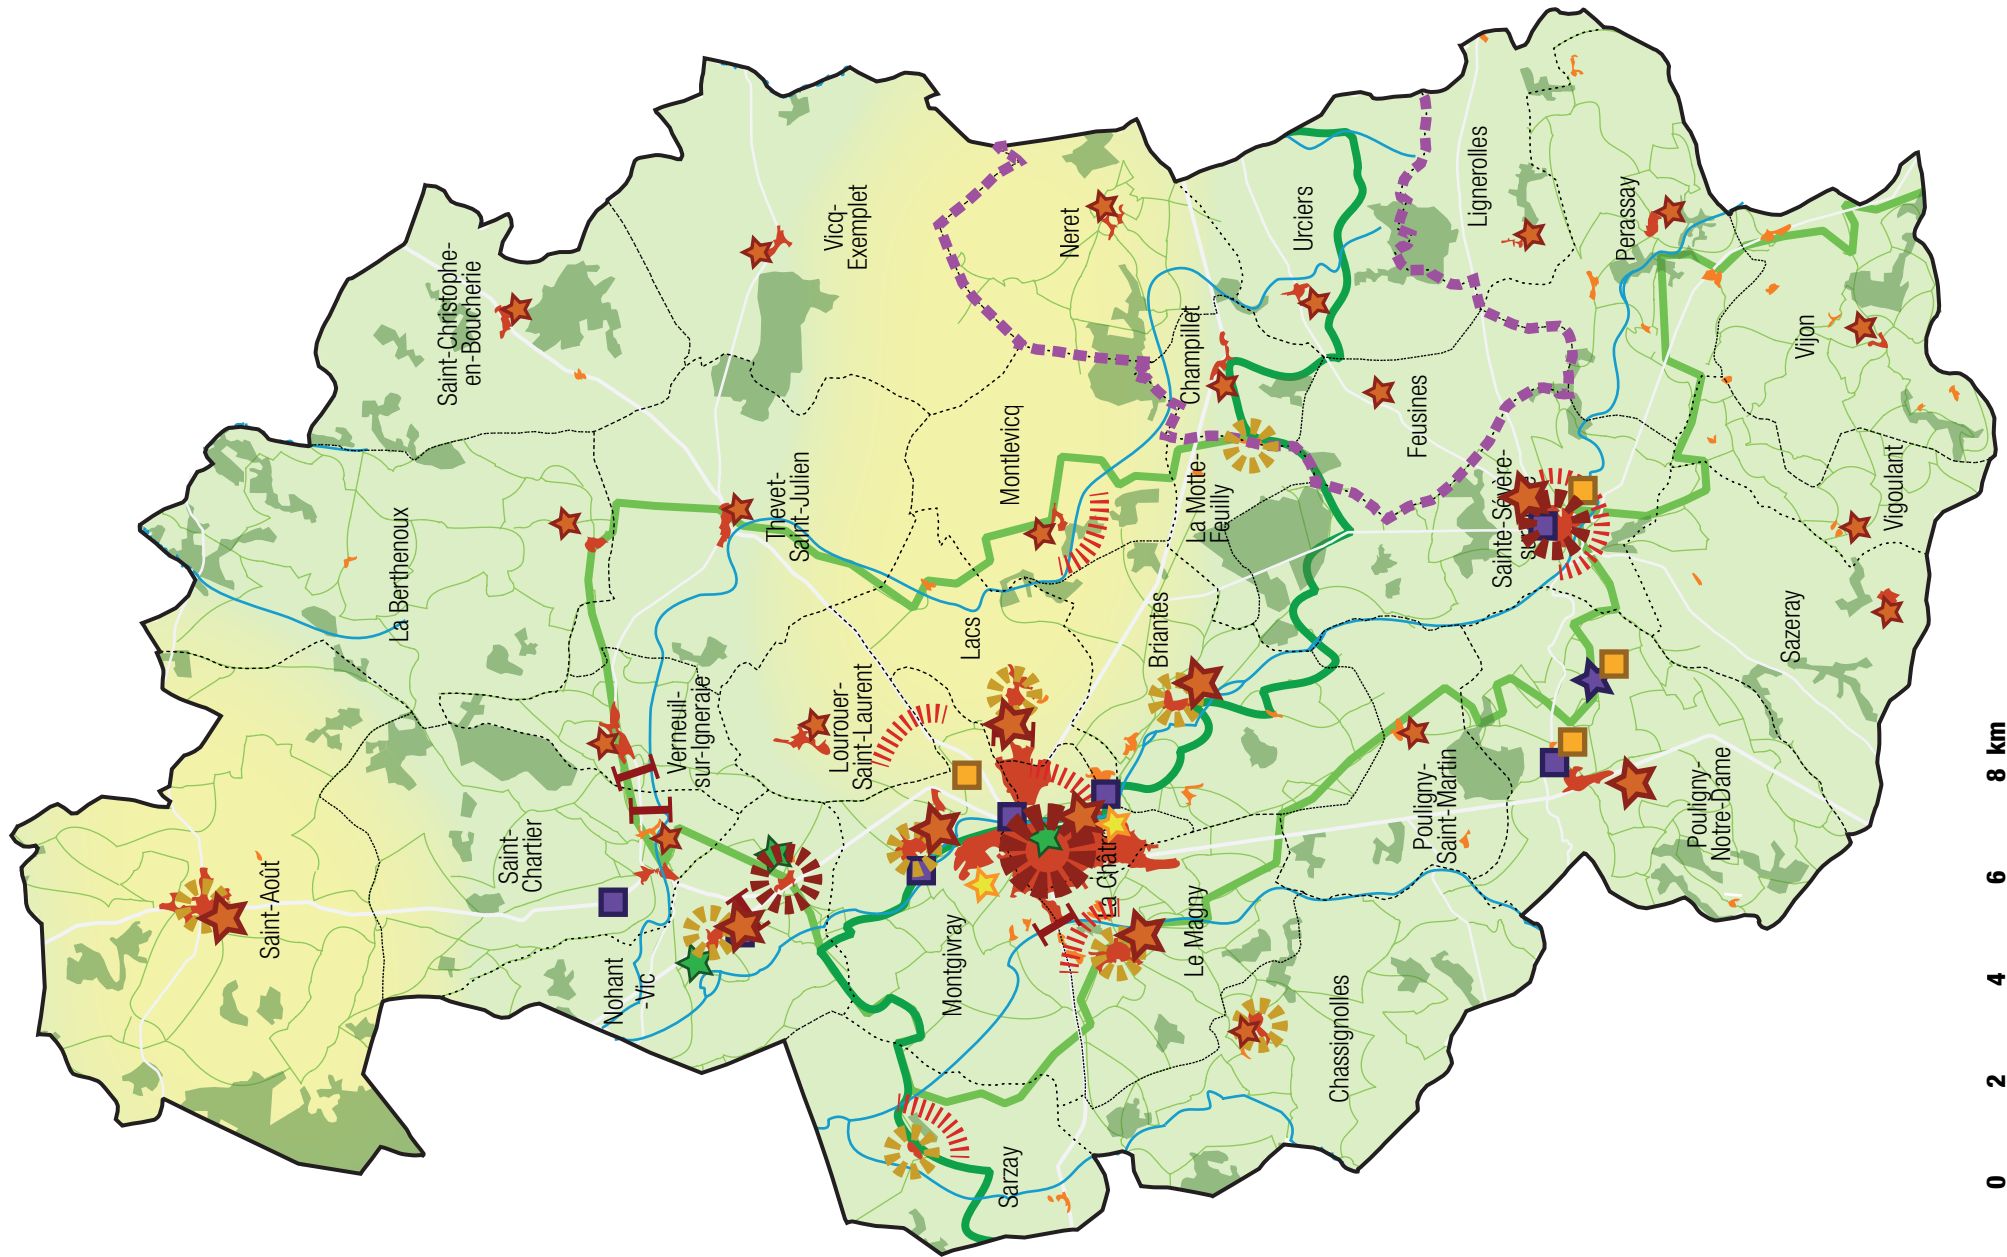 Saint-Août
La Berthenoux
Saint-Christophe-
en-Boucherie
Saint-
Chartier
Nohant
-Vic
Verneuil-
sur-Igneraie
Thevet-
Saint-Julien
Vicq-
Exemplet
Lourouer-
Saint-Laurent
Montgivray
Lacs
Montlevicq
Neret
Sarzay
La Châtre
Briantes
Champillet
La Motte-
Feuilly
Le Magny
Urciers
Chassignolles
Feusines
Pouligny-
Saint-Martin
Lignerolles
Sainte-Sévère-
Perassay
Pouligny-
Notre-Dame
Sazeray
Vijon
Vigoulant
0 2 4 6 8 km